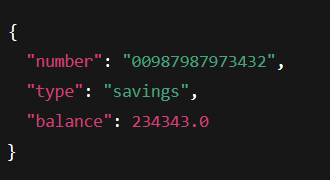 {
"number": "00987987973432",
"type": "savings",
"balance": 234343.0
}